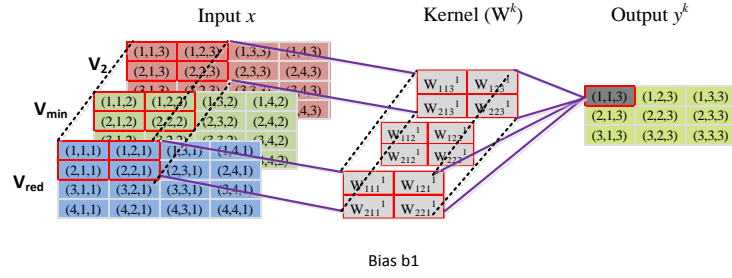 Input x
Kernel (W^k)
Output y^k
V_2
(1,1,3) (1,2,3) (1,3,3) (1,4,3)
(2,1,3) (2,2,3) (2,3,3) (2,4,3)
V_min
(1,1,2) (1,2,2) (1,3,2) (1,4,2)
(2,1,2) (2,2,2) (2,3,2) (2,4,2)
V_red
(1,1,1) (1,2,1) (1,3,1) (1,4,1)
(2,1,1) (2,2,1) (2,3,1) (2,4,1)
(3,1,1) (3,2,1) (3,3,1) (3,4,1)
(4,1,1) (4,2,1) (4,3,1) (4,4,1)
W_113^1 W_123^1
W_213^1 W_223^1
W_112^1 W_122^1
W_212^1 W_222^1
W_111^1 W_121^1
W_211^1 W_221^1
(1,1,3) (1,2,3) (1,3,3)
(2,1,3) (2,2,3) (2,3,3)
(3,1,3) (3,2,3) (3,3,3)
Bias b1